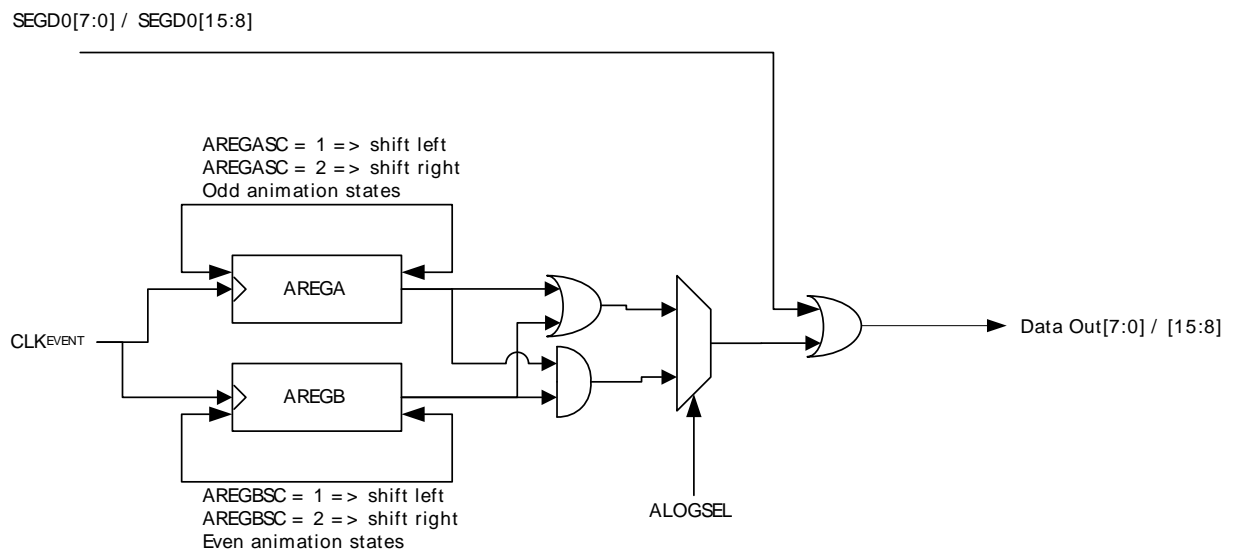 SEGD0[7:0] / SEGD0[15:8]
AREGASC = 1 => shift left
AREGASC = 2 => shift right
Odd animation states
AREGA
CLKEVENT
AREGB
AREGBSC = 1 => shift left
AREGBSC = 2 => shift right
Even animation states
ALOGSEL
Data Out[7:0] / [15:8]